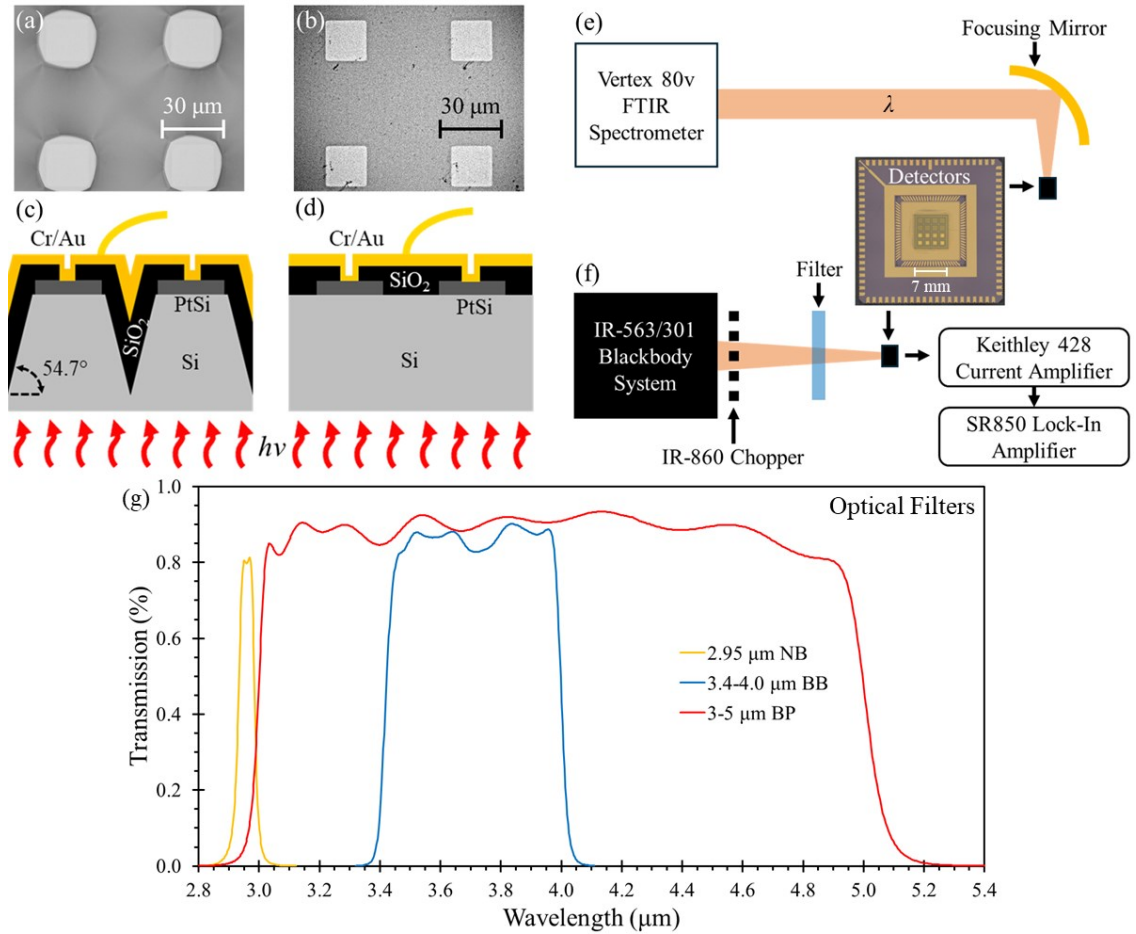 (a)
30 μm
(b)
30 μm
(c)
Cr/Au
SiO2
PtSi
Si
54.7°
(d)
Cr/Au
SiO2
PtSi
Si
hν
(e)
Vertex 80v
FTIR
Spectrometer
λ
Focusing Mirror
Detectors
7 mm
(f)
IR-563/301
Blackbody
System
Filter
IR-860 Chopper
Keithley 428
Current Amplifier
SR850 Lock-In
Amplifier
(g)
Optical Filters
Transmission (%)
1.0
0.8
0.6
0.4
0.2
0.0
2.95 μm NB
3.4-4.0 μm BB
3-5 μm BP
2.8 3.0 3.2 3.4 3.6 3.8 4.0 4.2 4.4 4.6 4.8 5.0 5.2 5.4
Wavelength (μm)